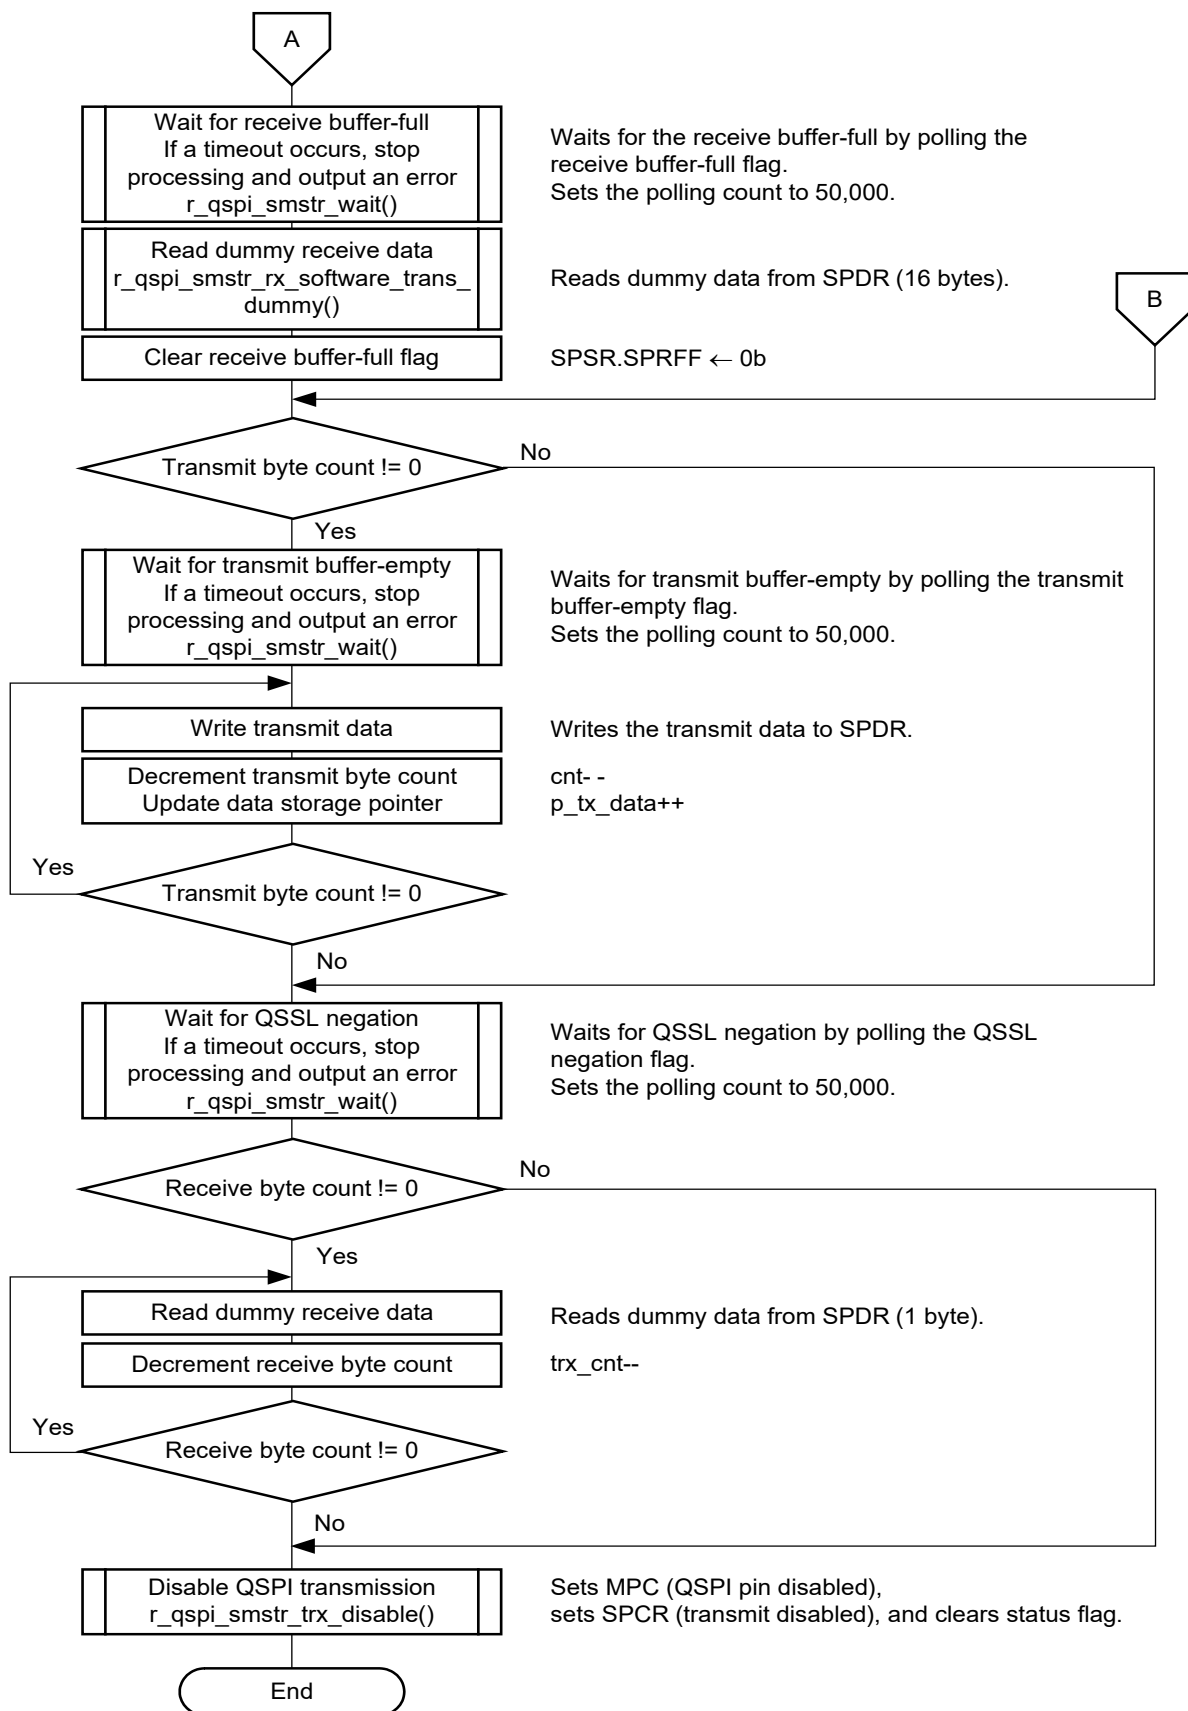 A
Wait for receive buffer-full
If a timeout occurs, stop
processing and output an error
r_qspi_smstr_wait()
Waits for the receive buffer-full by polling the
receive buffer-full flag.
Sets the polling count to 50,000.
Read dummy receive data
r_qspi_smstr_rx_software_trans_
dummy()
Reads dummy data from SPDR (16 bytes).
B
Clear receive buffer-full flag
SPSR.SPRFF ← 0b
Transmit byte count != 0
No
Yes
Wait for transmit buffer-empty
If a timeout occurs, stop
processing and output an error
r_qspi_smstr_wait()
Waits for transmit buffer-empty by polling the transmit
buffer-empty flag.
Sets the polling count to 50,000.
Write transmit data
Writes the transmit data to SPDR.
Decrement transmit byte count
Update data storage pointer
cnt- -
p_tx_data++
Yes
Transmit byte count != 0
No
Wait for QSSL negation
If a timeout occurs, stop
processing and output an error
r_qspi_smstr_wait()
Waits for QSSL negation by polling the QSSL
negation flag.
Sets the polling count to 50,000.
Receive byte count != 0
No
Yes
Read dummy receive data
Reads dummy data from SPDR (1 byte).
Decrement receive byte count
trx_cnt--
Yes
Receive byte count != 0
No
Disable QSPI transmission
r_qspi_smstr_trx_disable()
Sets MPC (QSPI pin disabled),
sets SPCR (transmit disabled), and clears status flag.
End